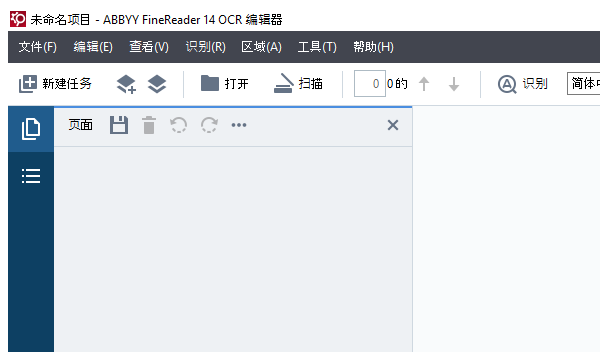 未命名项目 - ABBYY FineReader 14 OCR 编辑器
文件(F) 编辑(E) 查看(V) 识别(R) 区域(A) 工具(T) 帮助(H)
新建任务 打开 扫描 0 0的 识别 简体
页面